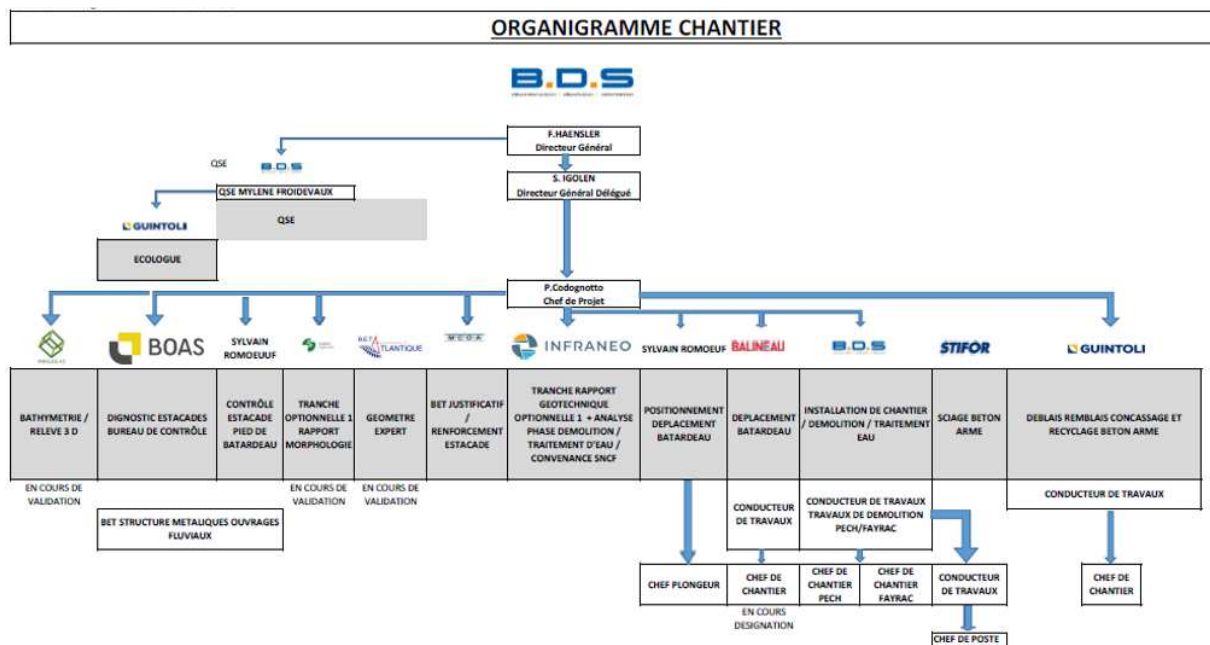 ORGANIGRAMME CHANTIER
B.D.S
F.HAENSLER
Directeur Général
QSE
B.D.S
S. IGOLEN
Directeur Général Délégué
QSE MYLENE FROIDEVAUX
QSE
GUINTOLI
ECOLOGUE
P.Codognotto
Chef de Projet
BOAS
SYLVAIN
ROMOEUUF
B.E.T
ATLANTIQUE
INFRANEO
SYLVAIN ROMOEUF
BALINEAU
B.D.S
STIFOR
GUINTOLI
BATHYMETRIE /
RELEVE 3 D
DIGNOSTIC ESTACADES
BUREAU DE CONTRÔLE
CONTRÔLE
ESTACADE
PIED DE
BATARDEAU
TRANCHE
OPTIONNELLE 1
RAPPORT
MORPHOLOGIE
GEOMETRE
EXPERT
BET JUSTIFICATIF
/
RENFORCEMENT
ESTACADE
TRANCHE RAPPORT
GEOTECHNIQUE
OPTIONNELLE 1 + ANALYSE
PHASE DEMOLITION /
TRAITEMENT D'EAU /
CONVENANCE SNCF
POSITIONNEMENT
DEPLACEMENT
BATARDEAU
DEPLACEMENT
BATARDEAU
INSTALLATION DE CHANTIER
/ DEMOLITION / TRAITEMENT
EAU
SCIAGE BETON
ARME
DEBLAIS REMBLAIS CONCASSAGE ET
RECYCLAGE BETON ARME
EN COURS DE
VALIDATION
EN COURS DE
VALIDATION
EN COURS DE
VALIDATION
BET STRUCTURE METALIQUES OUVRAGES
FLUVIAUX
CONDUCTEUR
DE TRAVAUX
CONDUCTEUR DE TRAVAUX
TRAVAUX DE DEMOLITION
PECH/FAYRAC
CONDUCTEUR DE TRAVAUX
CHEF PLONGEUR
CHEF DE
CHANTIER
CHEF DE
CHANTIER
PECH
CHEF DE
CHANTIER
FAYRAC
CONDUCTEUR
DE TRAVAUX
CHEF DE
CHANTIER
EN COURS
DESIGNATION
CHEF DE POSTE